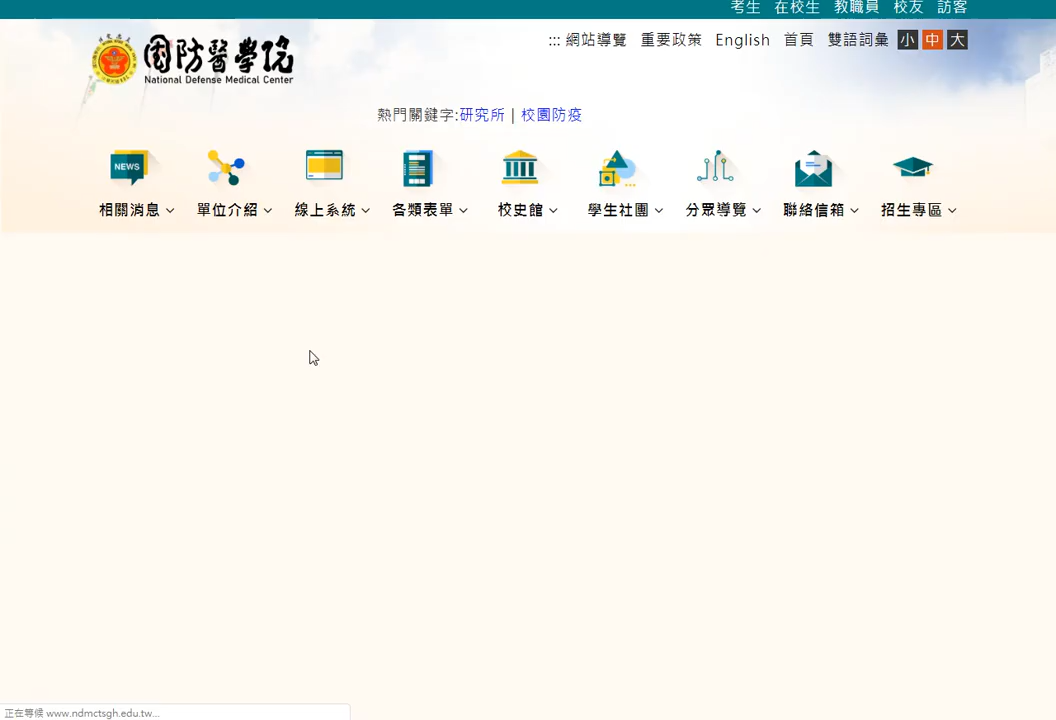 考生 在校生 教職員 校友 訪客
國防醫學院
National Defense Medical Center
::: 網站導覽 重要政策 English 首頁 雙語詞彙 小 中 大
熱門關鍵字:研究所 | 校園防疫
NEWS
相關消息 單位介紹 線上系統 各類表單 校史館 學生社團 分眾導覽 聯絡信箱 招生專區
正在等候 www.ndmctsgh.edu.tw...